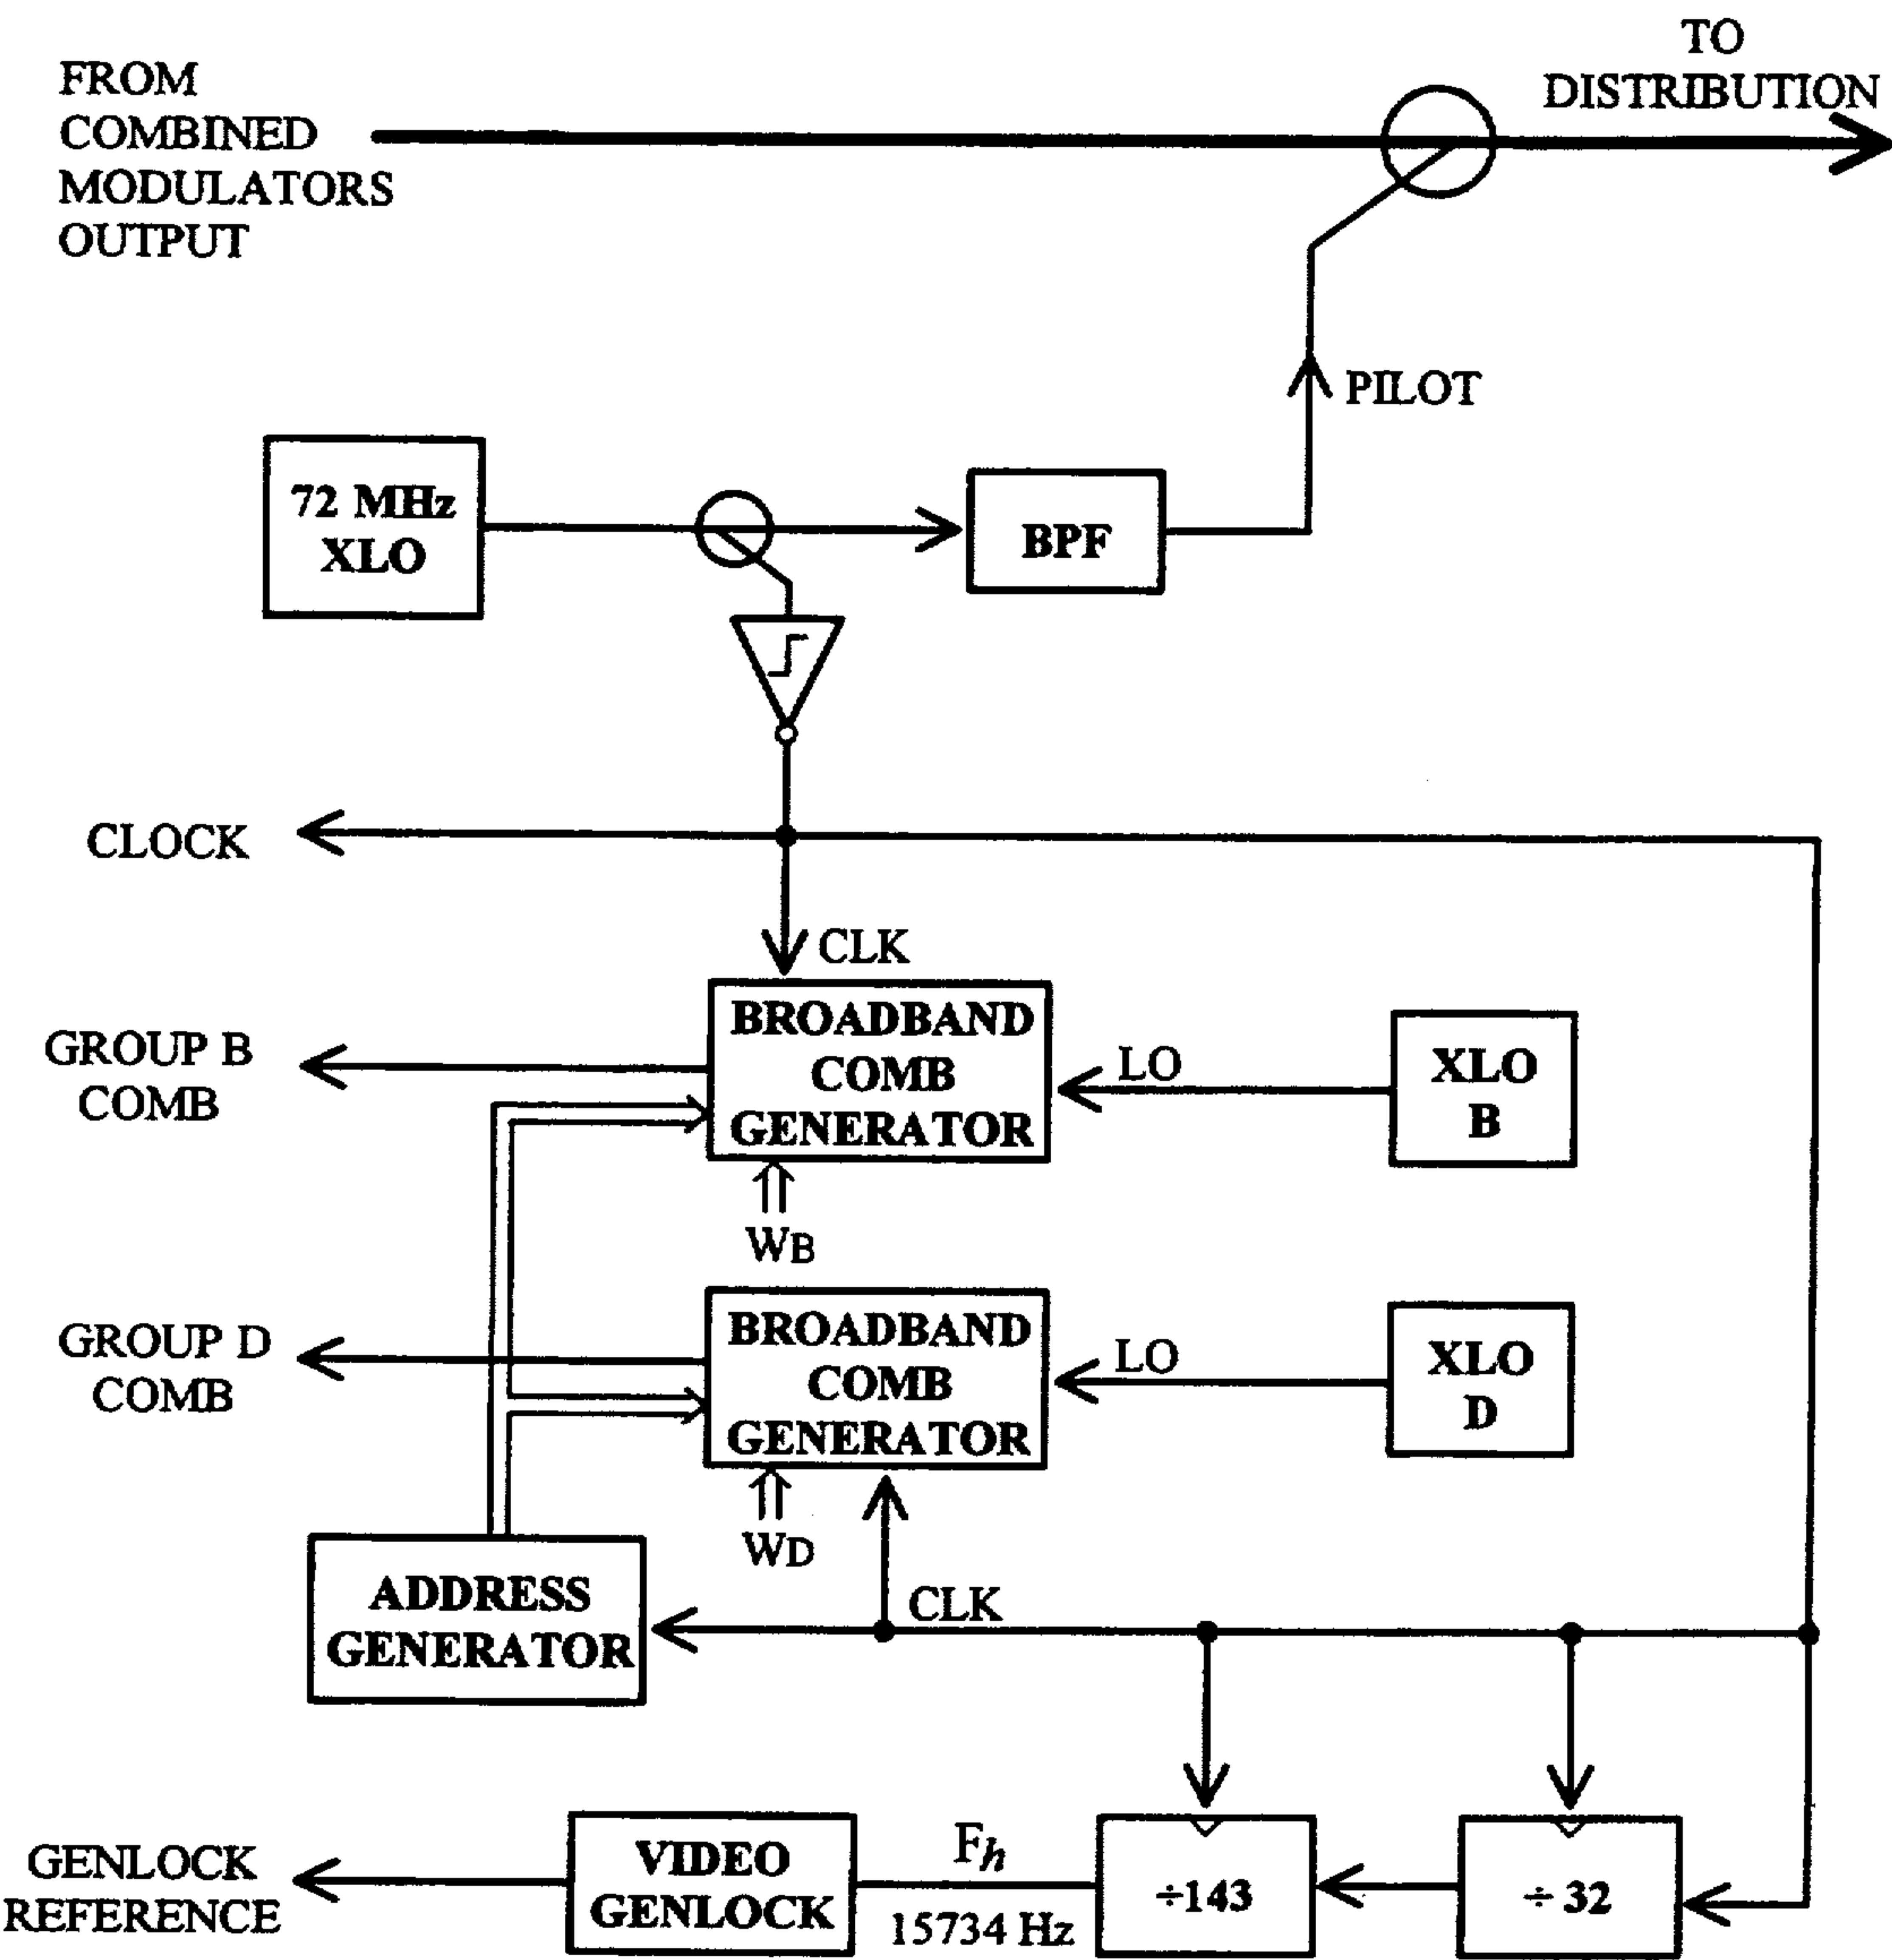 FROM
COMBINED
MODULATORS
OUTPUT
TO
DISTRIBUTION
PILOT
72 MHz
XLO
BPF
CLOCK
CLK
BROADBAND
COMB
GENERATOR
GROUP B
COMB
LO
XLO
B
WB
GROUP D
COMB
BROADBAND
COMB
GENERATOR
LO
XLO
D
WD
ADDRESS
GENERATOR
CLK
GENLOCK
REFERENCE
VIDEO
GENLOCK
Fh
15734 Hz
÷143
÷ 32